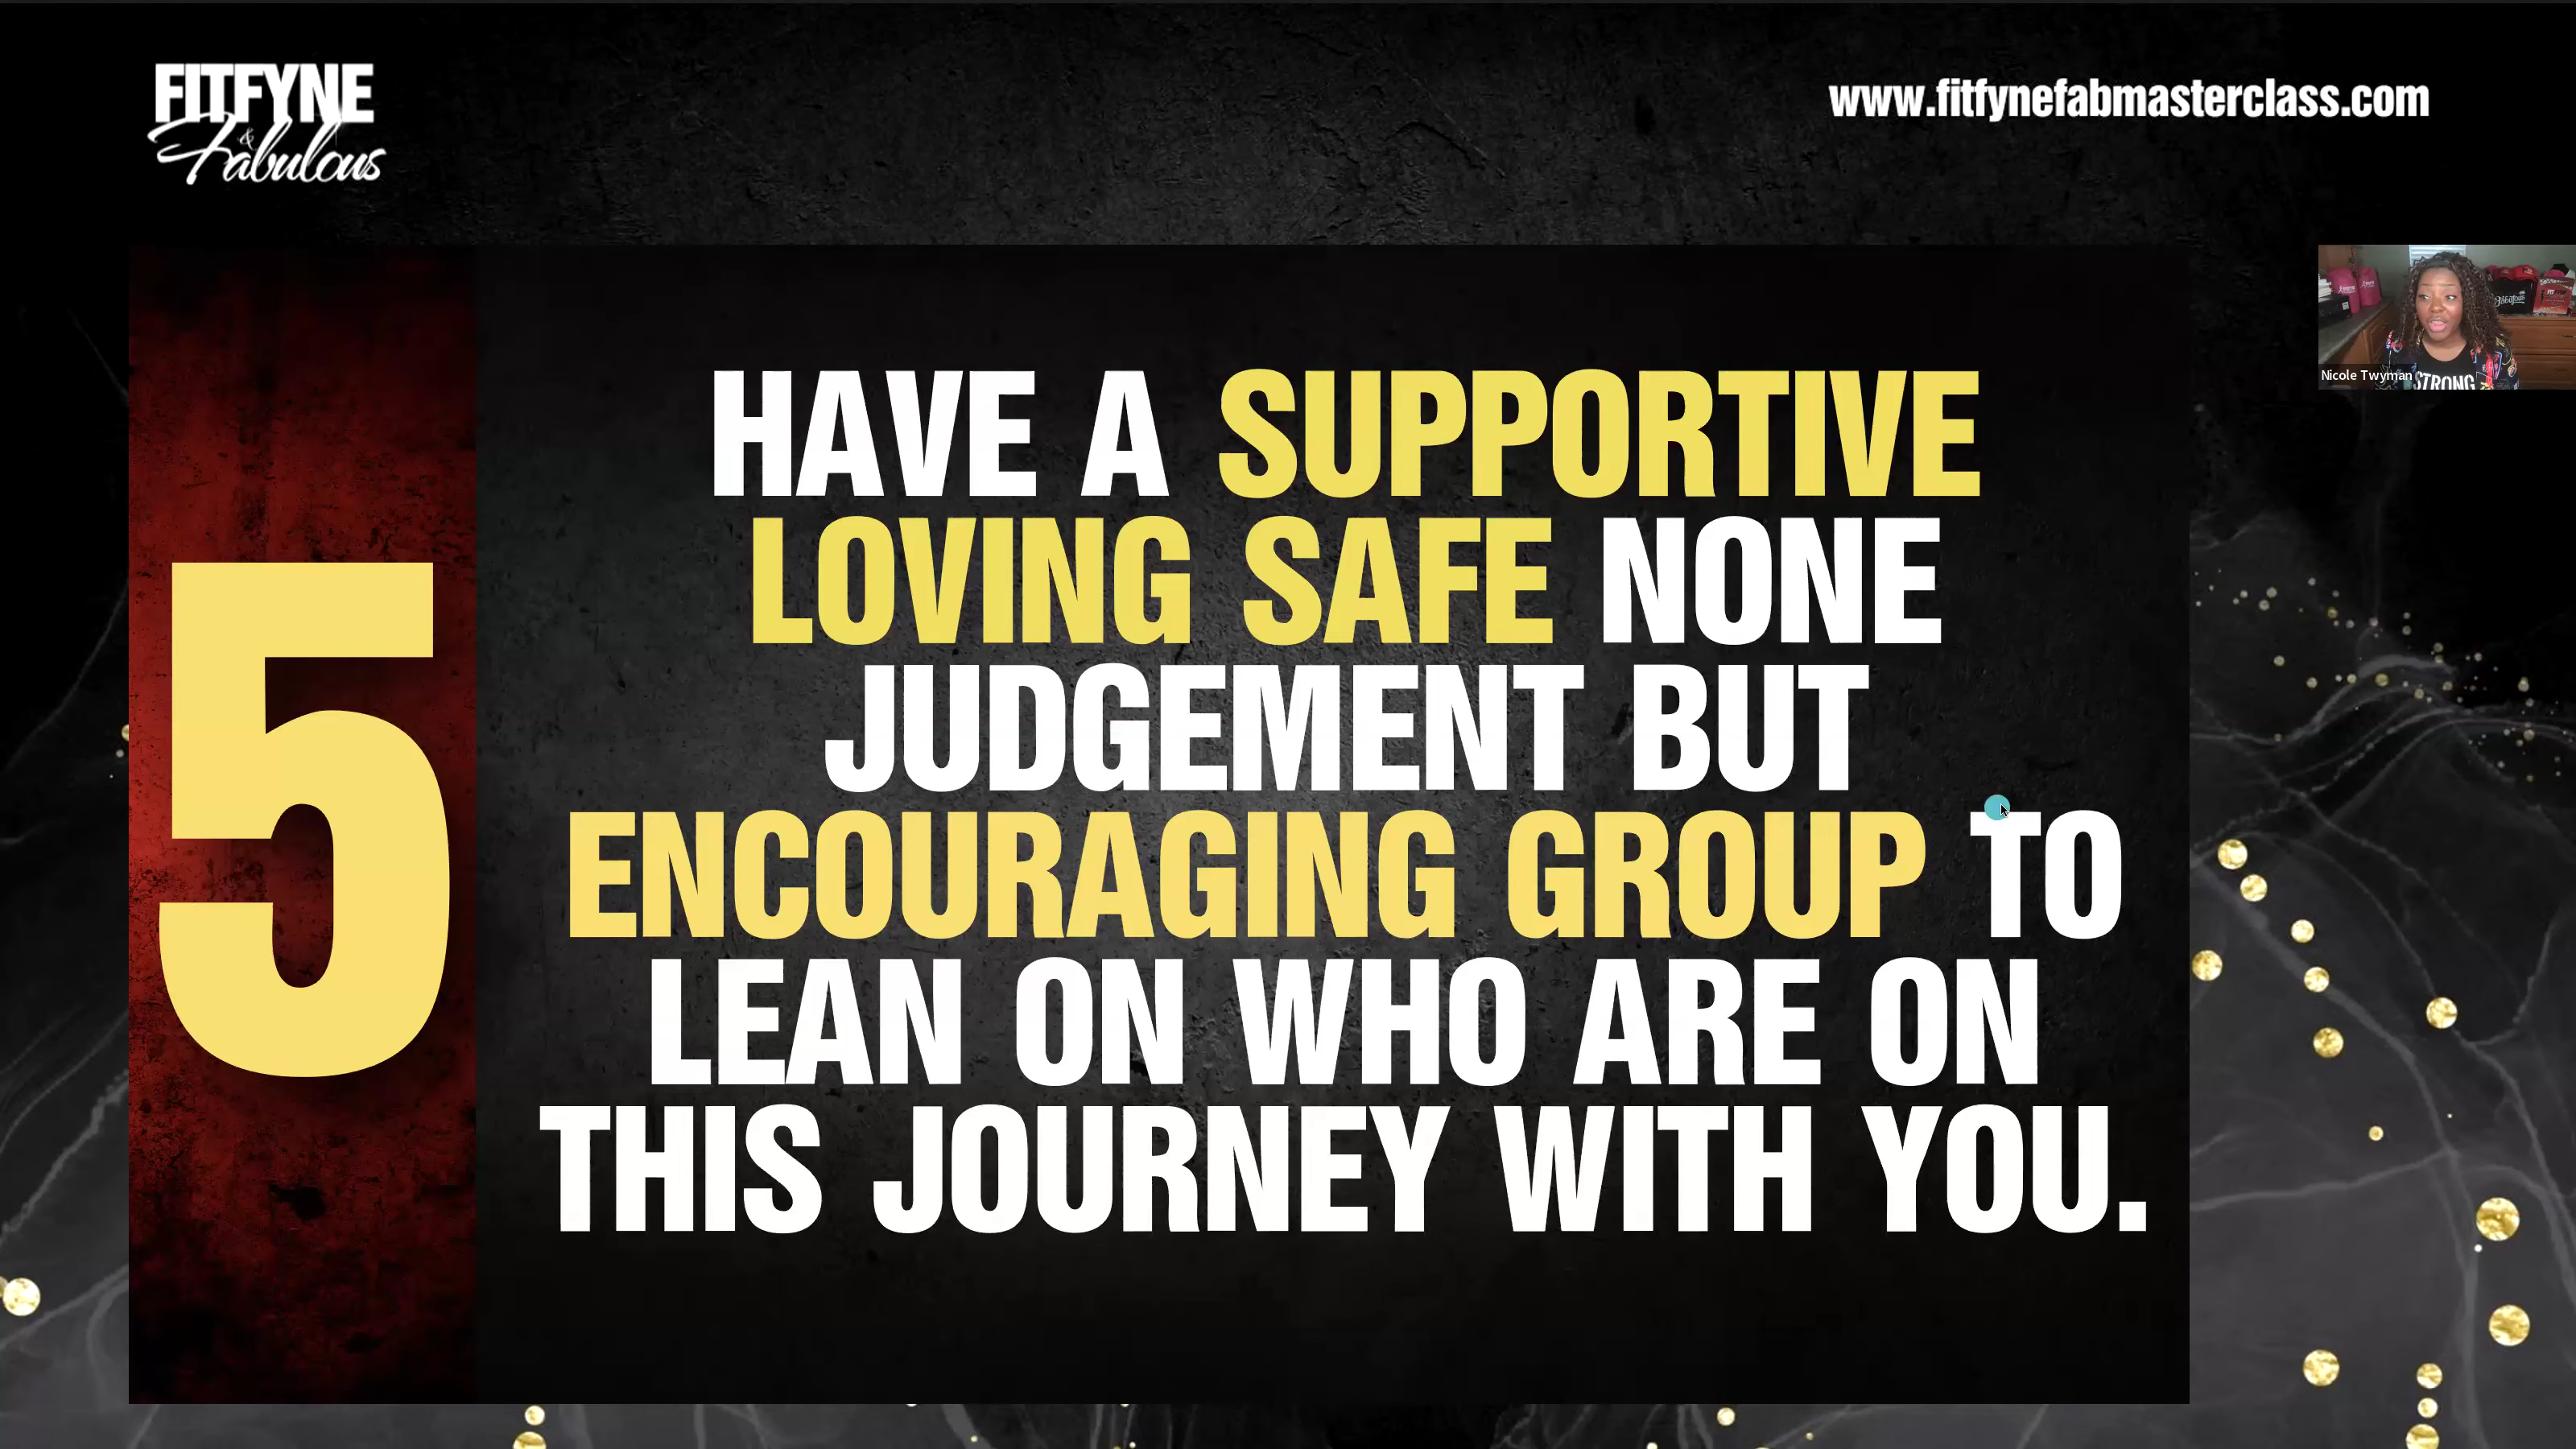 FITFYNE
& Fabulous
www.fitfynefabmasterclass.com
5
HAVE A SUPPORTIVE
LOVING SAFE NONE
JUDGEMENT BUT
ENCOURAGING GROUP TO
LEAN ON WHO ARE ON
THIS JOURNEY WITH YOU.
Nicole Twyman
STRONG